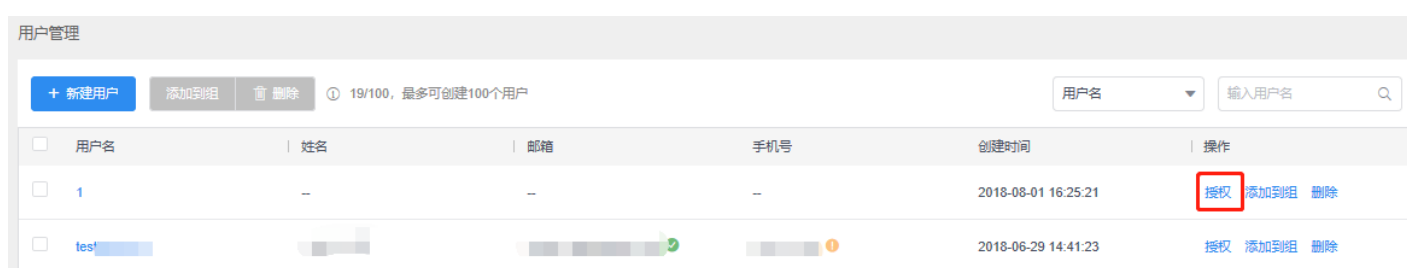 用户管理
+ 新建用户 添加到组 删除 19/100，最多可创建100个用户 用户名 输入用户名
用户名 姓名 邮箱 手机号 创建时间 操作
1 -- -- -- 2018-08-01 16:25:21 授权 添加到组 删除
test 2018-06-29 14:41:23 授权 添加到组 删除